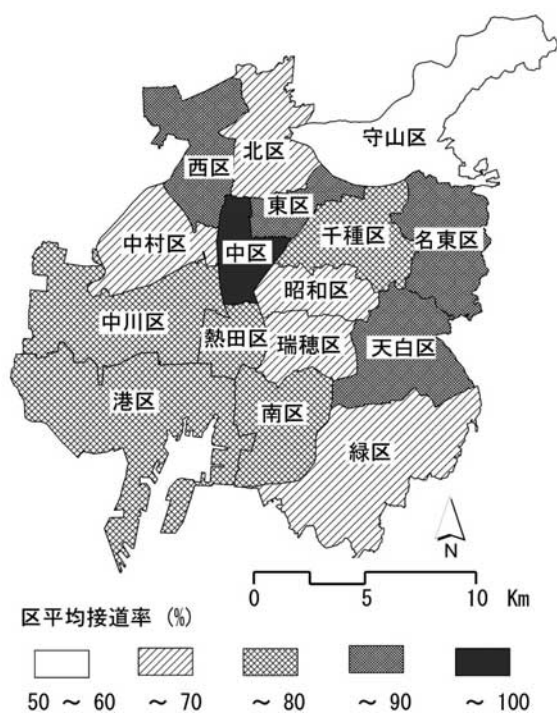 守山区
北区
西区
東区
千種区
名東区
中村区
中区
昭和区
中川区
熱田区
瑞穂区
天白区
港区
南区
緑区
N
0 5 10 Km
区平均接道率 (%)
50 ～ 60 ～ 70 ～ 80 ～ 90 ～ 100